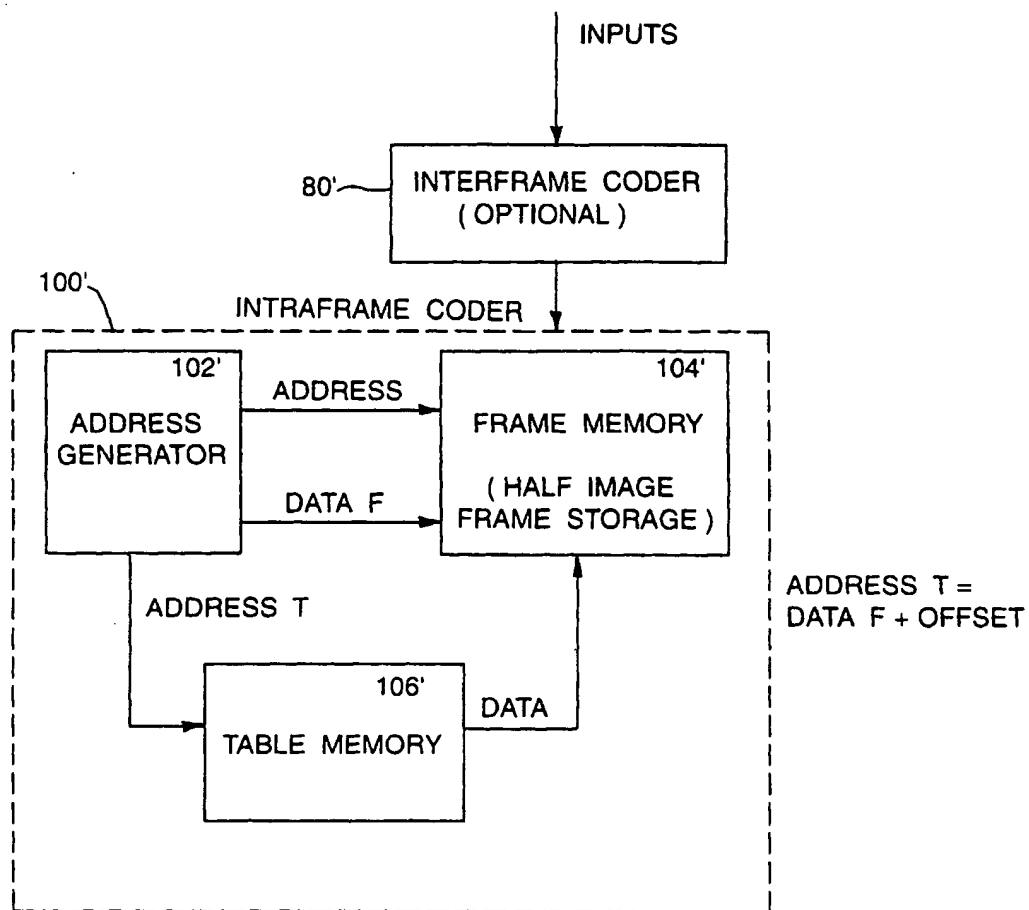 INPUTS
80'
INTERFRAME CODER
( OPTIONAL )
100'
INTRAFRAME CODER
102'
ADDRESS
GENERATOR
ADDRESS
DATA F
104'
FRAME MEMORY
( HALF IMAGE
FRAME STORAGE )
ADDRESS T
ADDRESS T =
DATA F + OFFSET
106'
TABLE MEMORY
DATA